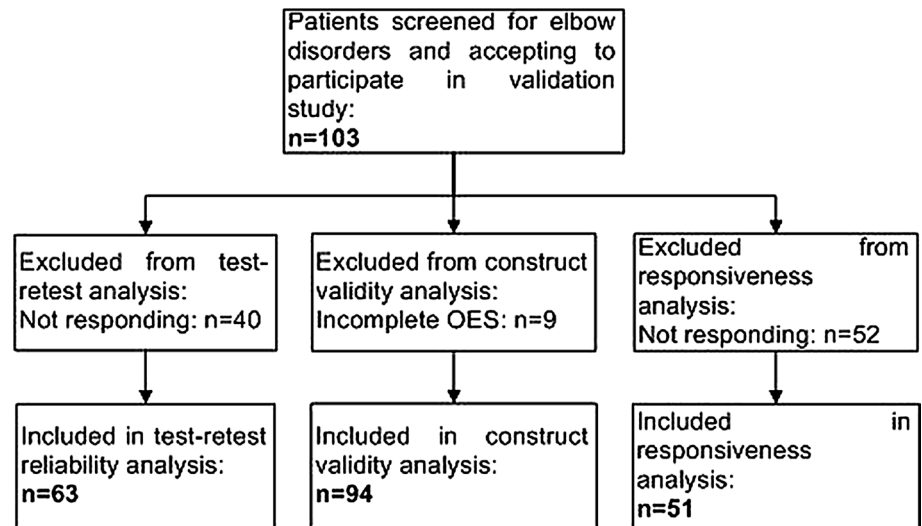 Patients screened for elbow
disorders and accepting to
participate in validation
study:
n=103
Excluded from test-
retest analysis:
Not responding: n=40
Excluded from construct
validity analysis:
Incomplete OES: n=9
Excluded from
responsiveness
analysis:
Not responding: n=52
Included in test-retest
reliability analysis:
n=63
Included in construct
validity analysis:
n=94
Included in
responsiveness
analysis:
n=51